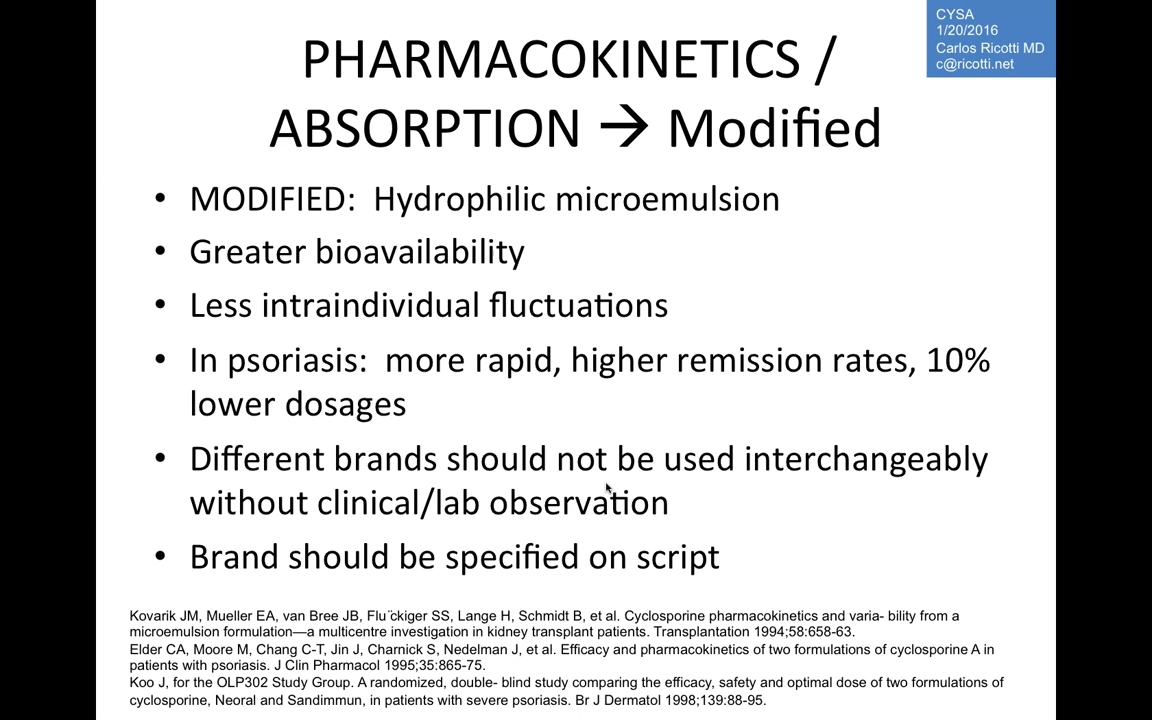 CYSA
1/20/2016
Carlos Ricotti MD
c@ricotti.net
PHARMACOKINETICS /
ABSORPTION → Modified
• MODIFIED:  Hydrophilic microemulsion
• Greater bioavailability
• Less intraindividual fluctuations
• In psoriasis:  more rapid, higher remission rates, 10%
lower dosages
• Different brands should not be used interchangeably
without clinical/lab observation
• Brand should be specified on script
Kovarik JM, Mueller EA, van Bree JB, Flu ̈ckiger SS, Lange H, Schmidt B, et al. Cyclosporine pharmacokinetics and varia- bility from a
microemulsion formulation—a multicentre investigation in kidney transplant patients. Transplantation 1994;58:658-63.
Elder CA, Moore M, Chang C-T, Jin J, Charnick S, Nedelman J, et al. Efficacy and pharmacokinetics of two formulations of cyclosporine A in
patients with psoriasis. J Clin Pharmacol 1995;35:865-75.
Koo J, for the OLP302 Study Group. A randomized, double- blind study comparing the efficacy, safety and optimal dose of two formulations of
cyclosporine, Neoral and Sandimmun, in patients with severe psoriasis. Br J Dermatol 1998;139:88-95.